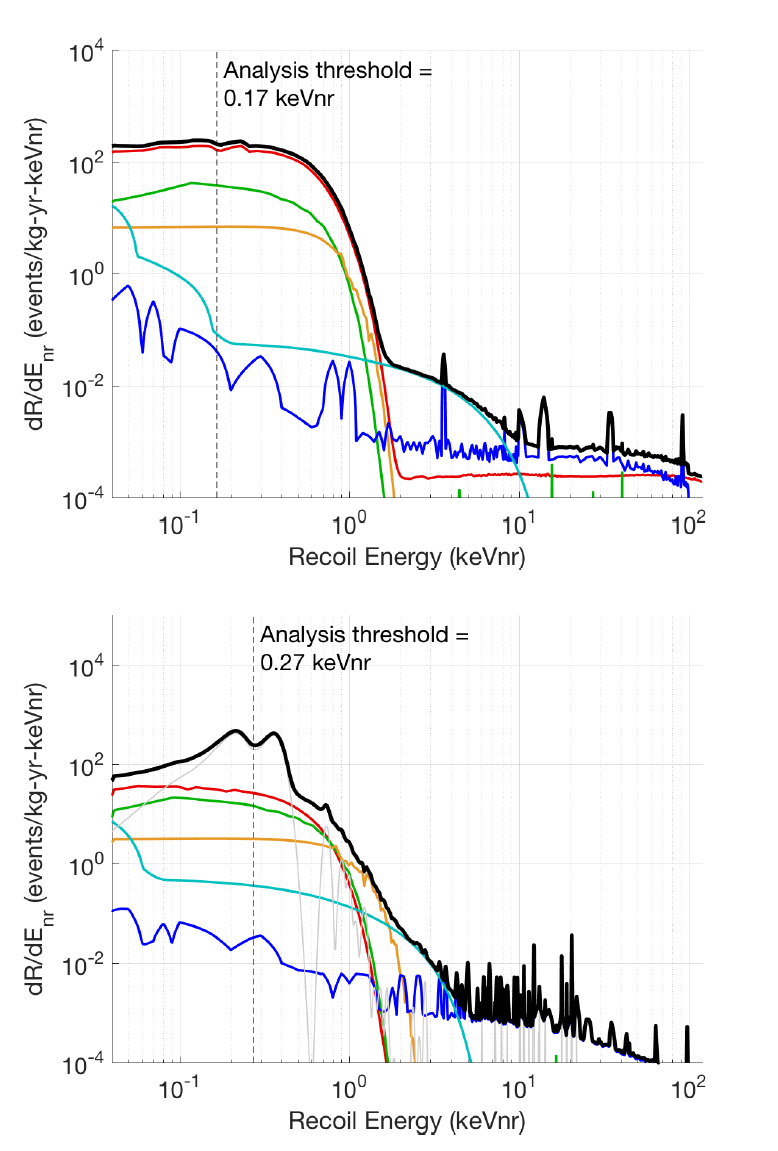 10^4
Analysis threshold =
0.17 keVnr
10^2
10^0
10^-2
10^-4
dR/dE_nr (events/kg-yr-keVnr)
10^-1 10^0 10^1 10^2
Recoil Energy (keVnr)
Analysis threshold =
0.27 keVnr
10^4
10^2
10^0
10^-2
10^-4
dR/dE_nr (events/kg-yr-keVnr)
10^-1 10^0 10^1 10^2
Recoil Energy (keVnr)